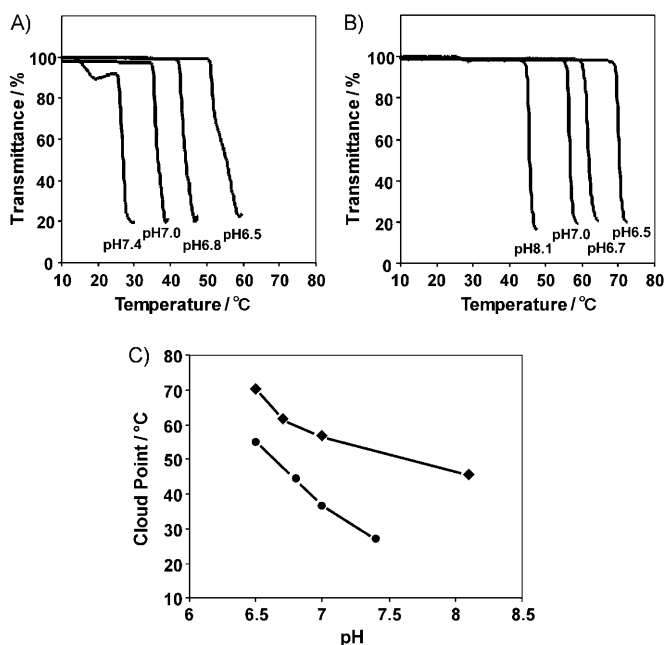 A)
Transmittance / %
100
80
60
40
20
0
pH7.4
pH7.0
pH6.8
pH6.5
10 20 30 40 50 60 70 80
Temperature / °C
B)
Transmittance / %
100
80
60
40
20
0
pH8.1
pH7.0
pH6.7
pH6.5
10 20 30 40 50 60 70 80
Temperature / °C
C)
Cloud Point / °C
80
70
60
50
40
30
20
10
6 6.5 7 7.5 8 8.5
pH